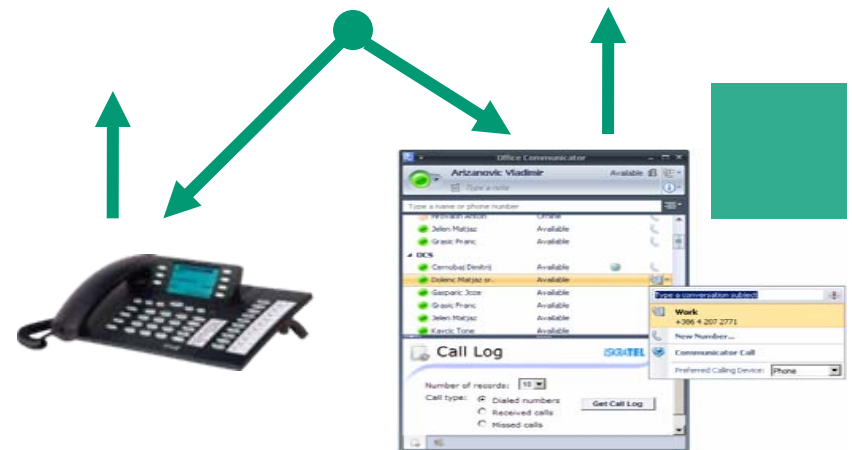 Office Communicator
Arizanovic Vladimir
Available
Type a note
Type a name or phone number
Offline
Jelen Matjaz Available
Grasic Franc Available
OCS
Cernobaj Dimitrij Available
Dolenc Matjaz sr. Available
Gasparic Joze Available
Grasic Franc Available
Jelen Matjaz Available
Kavcic Tone Available
Type a conversation subject
Work
+386 4 207 2771
New Number...
Communicator Call
Preferred Calling Device: Phone
Call Log
ISKRATEL
Number of records: 10
Call type: Dialed numbers
Get Call Log
Received calls
Missed calls